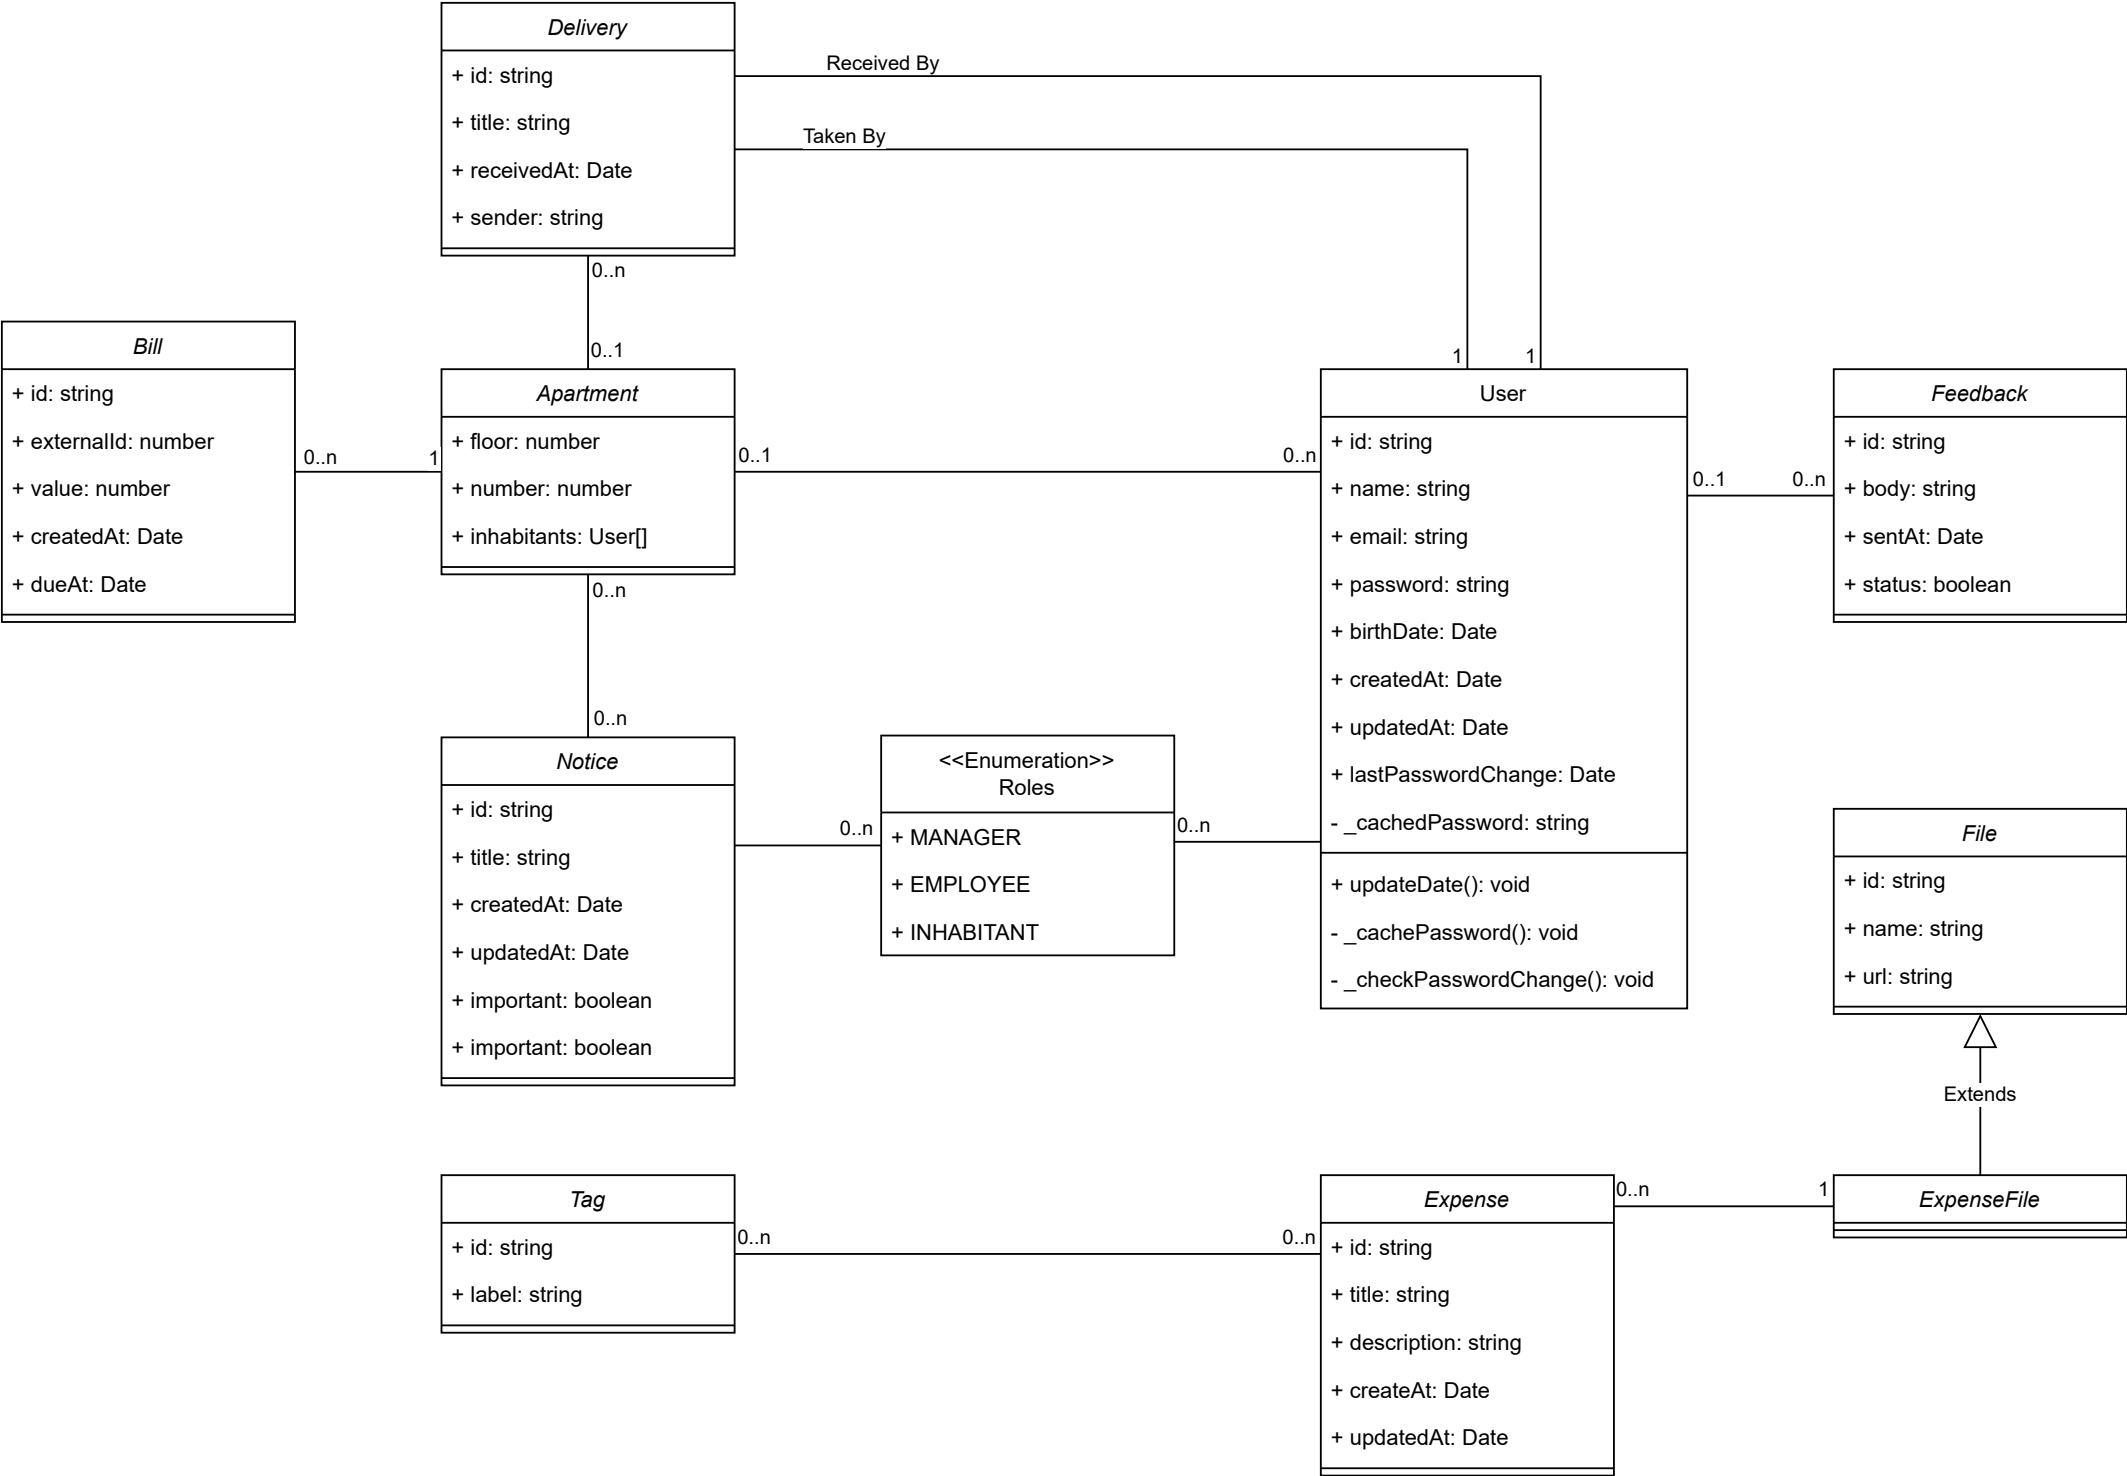 Delivery
+ id: string
+ title: string
+ receivedAt: Date
+ sender: string
Received By
Taken By
0..n
0..1
1
1
Bill
+ id: string
+ externalId: number
+ value: number
+ createdAt: Date
+ dueAt: Date
0..n
1
Apartment
+ floor: number
+ number: number
+ inhabitants: User[]
0..1
0..n
User
+ id: string
+ name: string
+ email: string
+ password: string
+ birthDate: Date
+ createdAt: Date
+ updatedAt: Date
+ lastPasswordChange: Date
- _cachedPassword: string
+ updateDate(): void
- _cachePassword(): void
- _checkPasswordChange(): void
0..1
0..n
Feedback
+ id: string
+ body: string
+ sentAt: Date
+ status: boolean
0..n
0..n
Notice
+ id: string
+ title: string
+ createdAt: Date
+ updatedAt: Date
+ important: boolean
+ important: boolean
0..n
<<Enumeration>>
Roles
+ MANAGER
+ EMPLOYEE
+ INHABITANT
0..n
File
+ id: string
+ name: string
+ url: string
Extends
Tag
+ id: string
+ label: string
0..n
0..n
Expense
+ id: string
+ title: string
+ description: string
+ createAt: Date
+ updatedAt: Date
0..n
1
ExpenseFile